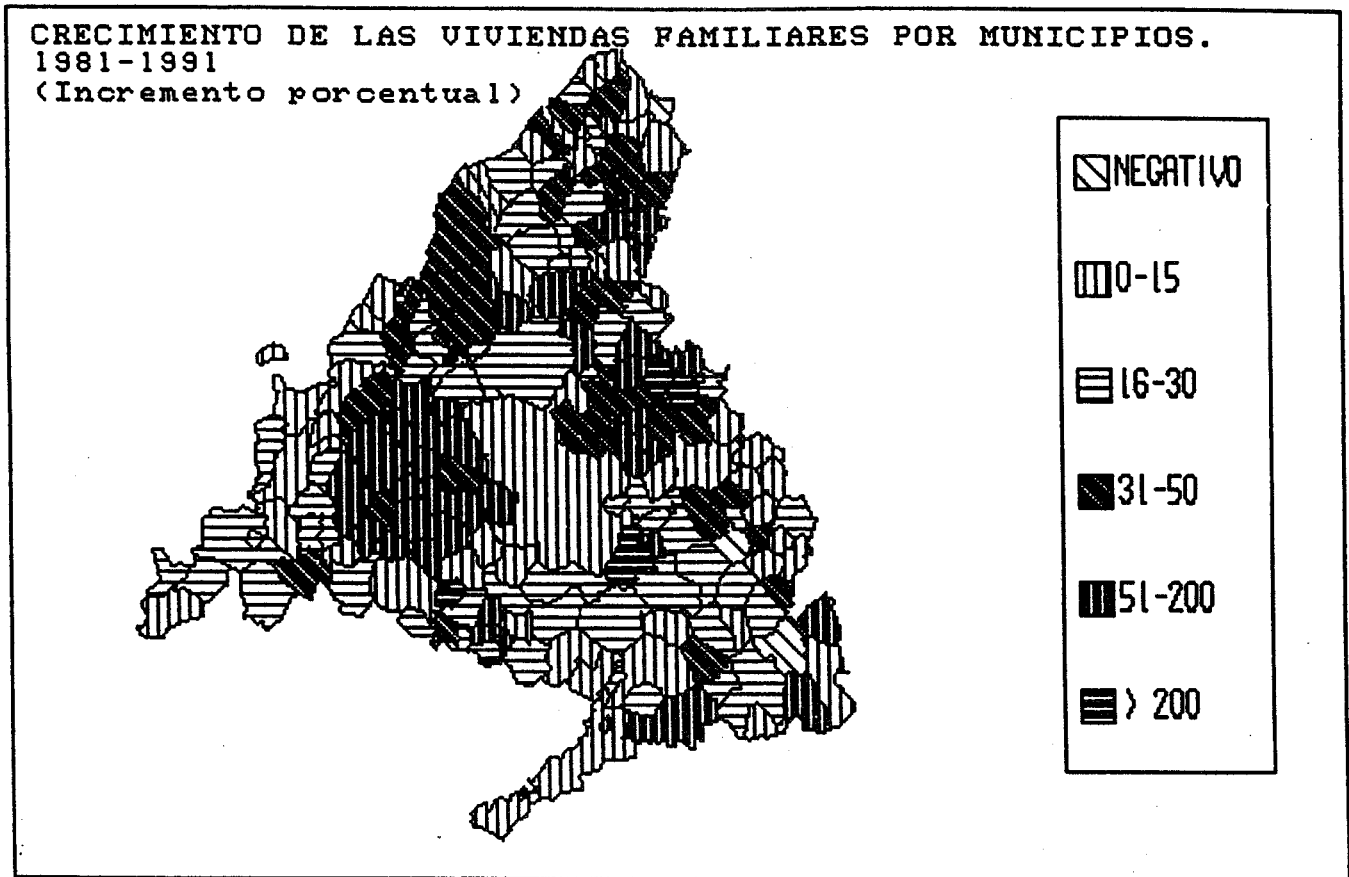 CRECIMIENTO DE LAS VIVIENDAS FAMILIARES POR MUNICIPIOS.
1981-1991
(Incremento porcentual)
NEGATIVO
0-15
16-30
31-50
51-200
> 200